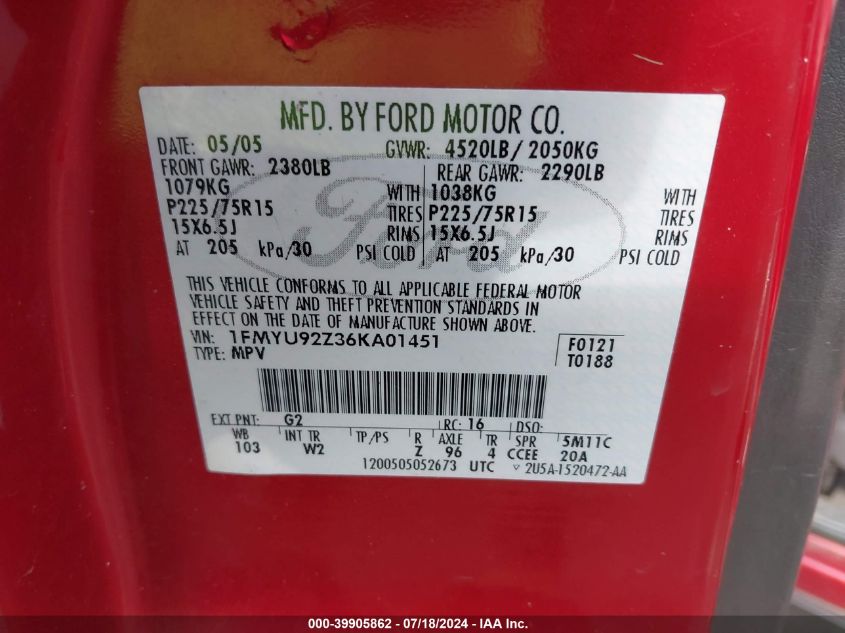 MFD. BY FORD MOTOR CO.
DATE: 05/05 GVWR: 4520LB/ 2050KG
FRONT GAWR: 2380LB REAR GAWR: 2290LB
1079KG WITH 1038KG WITH
P225/75R15 TIRES P225/75R15 TIRES
15X6.5J RIMS 15X6.5J RIMS
AT 205 kPa/30 PSI COLD AT 205 kPa/30 PSI COLD
Ford
THIS VEHICLE CONFORMS TO ALL APPLICABLE FEDERAL MOTOR
VEHICLE SAFETY AND THEFT PREVENTION STANDARDS IN
EFFECT ON THE DATE OF MANUFACTURE SHOWN ABOVE.
VIN: 1FMYU92Z36KA01451 F0121
TYPE: MPV T0188
EXT PNT: G2 RC: 16 DSO:
WB INT TR TP/PS R AXLE TR SPR 5M11C
103 W2 Z 96 4 CCEE 20A
1200505052673 UTC 2U5A-1520472-AA
000-39905862 - 07/18/2024 - IAA Inc.